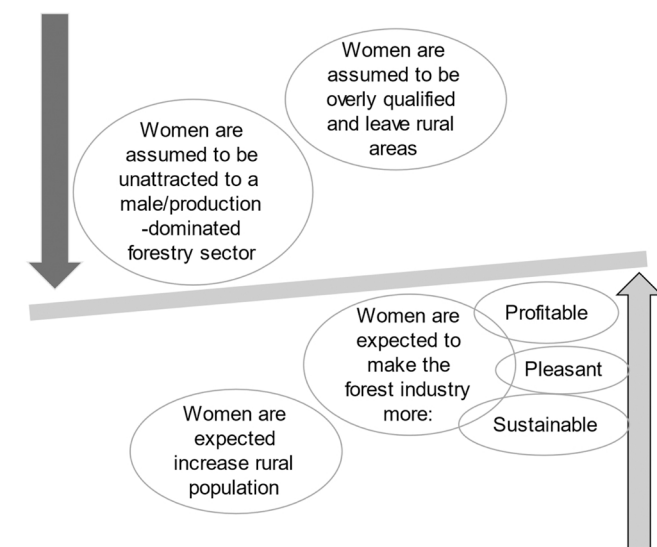 Women are
assumed to be
overly qualified
and leave rural
areas
Women are
assumed to be
unattracted to a
male/production
-dominated
forestry sector
Women are
expected to
make the
forest industry
more:
Profitable
Pleasant
Sustainable
Women are
expected
increase rural
population